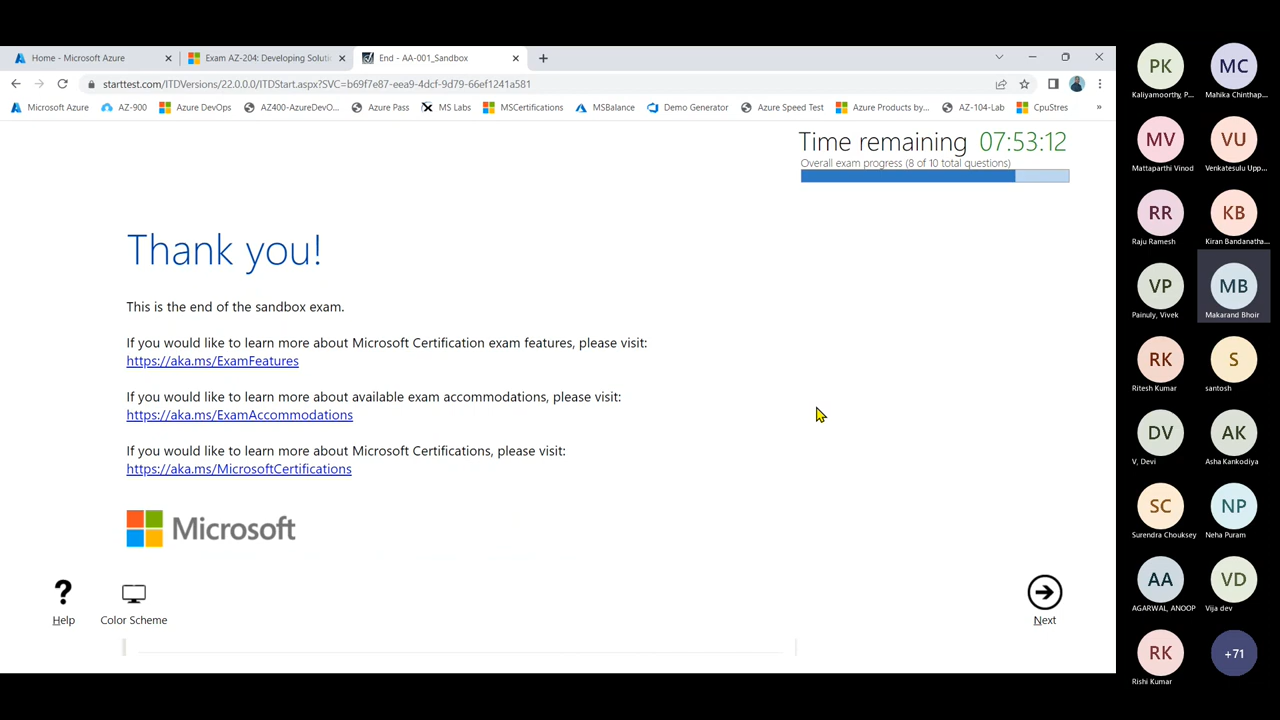 Home - Microsoft Azure
Exam AZ-204: Developing Soluti
End - AA-001_Sandbox
starttest.com/ITDVersions/22.0.0.0/ITDStart.aspx?SVC=b69f7e87-eea9-4dcf-9d79-66ef1241a581
Microsoft Azure
AZ-900
Azure DevOps
AZ400-AzureDevO...
Azure Pass
MS Labs
MSCertifications
MSBalance
Demo Generator
Azure Speed Test
Azure Products by...
AZ-104-Lab
CpuStres
»
Time remaining 07:53:12
Overall exam progress (8 of 10 total questions)
Thank you!
This is the end of the sandbox exam.
If you would like to learn more about Microsoft Certification exam features, please visit:
https://aka.ms/ExamFeatures
If you would like to learn more about available exam accommodations, please visit:
https://aka.ms/ExamAccommodations
If you would like to learn more about Microsoft Certifications, please visit:
https://aka.ms/MicrosoftCertifications
Microsoft
?
Help
Color Scheme
Next
PK
Kaliyamoorthy, P...
MC
Mahika Chinthap...
MV
Mattaparthi Vinod
VU
Venkatesulu Upp...
RR
Raju Ramesh
KB
Kiran Bandanatha...
VP
Painuly, Vivek
MB
Makarand Bhoir
RK
Ritesh Kumar
S
santosh
DV
V, Devi
AK
Asha Kankodiya
SC
Surendra Chouksey
NP
Neha Puram
AA
AGARWAL, ANOOP
VD
Vija dev
RK
Rishi Kumar
+71